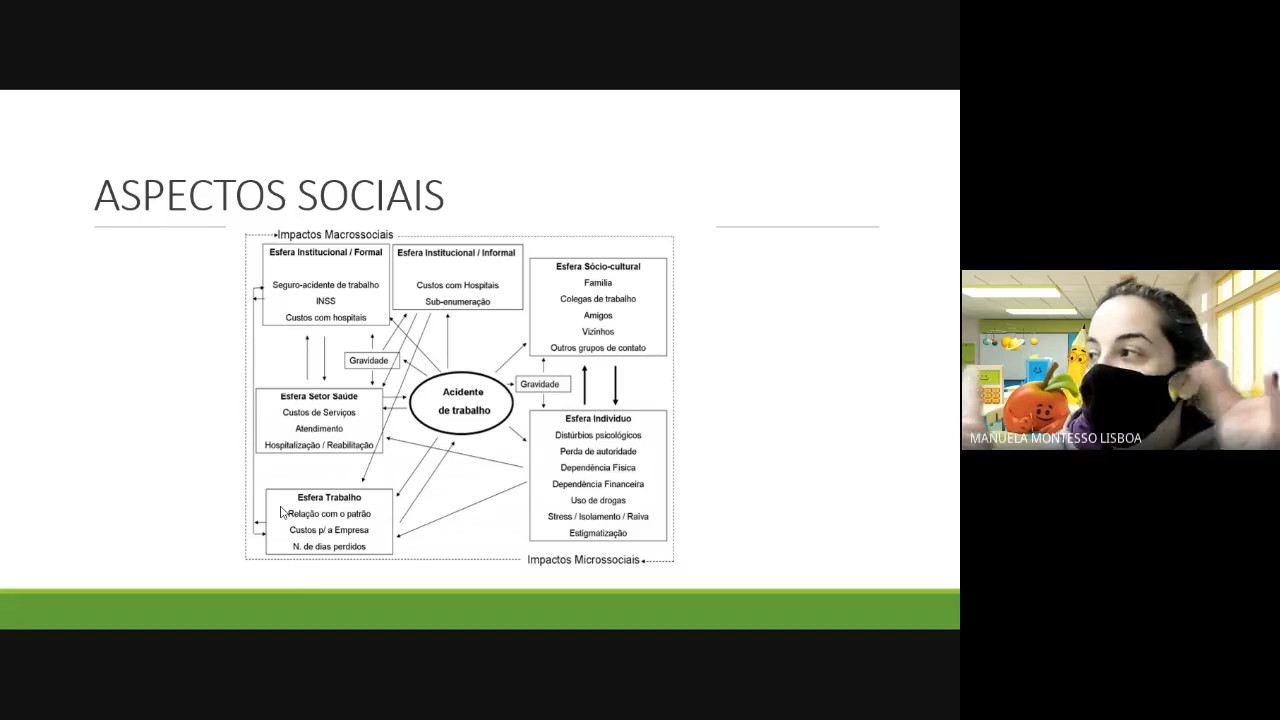 ASPECTOS SOCIAIS
Impactos Macrossociais
Esfera Institucional / Formal
Seguro-acidente de trabalho
INSS
Custos com hospitais
Esfera Institucional / Informal
Custos com Hospitais
Sub-enumeração
Esfera Sócio-cultural
Família
Colegas de trabalho
Amigos
Vizinhos
Outros grupos de contato
Gravidade
Acidente
de trabalho
Gravidade
Esfera Setor Saúde
Custos de Serviços
Atendimento
Hospitalização / Reabilitação
Esfera Indivíduo
Distúrbios psicológicos
Perda de autoridade
Dependência Física
Dependência Financeira
Uso de drogas
Stress / Isolamento / Raiva
Estigmatização
Esfera Trabalho
Relação com o patrão
Custos p/ a Empresa
N. de dias perdidos
Impactos Microssociais
MANUELA MONTESSO LISBOA